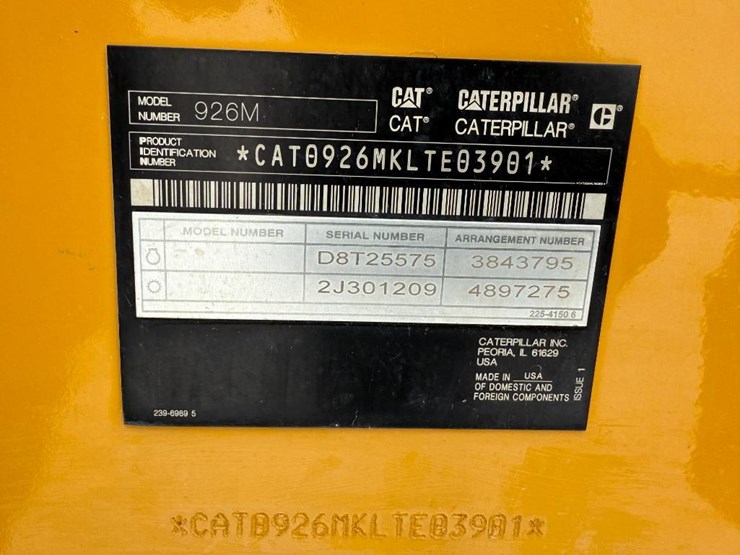 MODEL NUMBER 926M
CAT® CATERPILLAR® C®
CAT® CATERPILLAR®
PRODUCT IDENTIFICATION NUMBER *CAT0926MKLTE03901*
MODEL NUMBER SERIAL NUMBER ARRANGEMENT NUMBER
D8T25575 3843795
2J301209 4897275
225-4150 6
CATERPILLAR INC.
PEORIA, IL 61629
USA
MADE IN USA
OF DOMESTIC AND
FOREIGN COMPONENTS
ISSUE 1
239-6969 5
*CAT0926MKLTE03901*